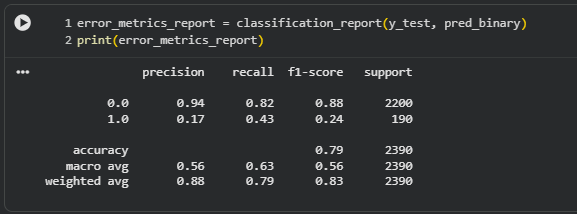 1 error_metrics_report = classification_report(y_test, pred_binary)
2 print(error_metrics_report)
precision recall f1-score support
0.0 0.94 0.82 0.88 2200
1.0 0.17 0.43 0.24 190
accuracy 0.79 2390
macro avg 0.56 0.63 0.56 2390
weighted avg 0.88 0.79 0.83 2390